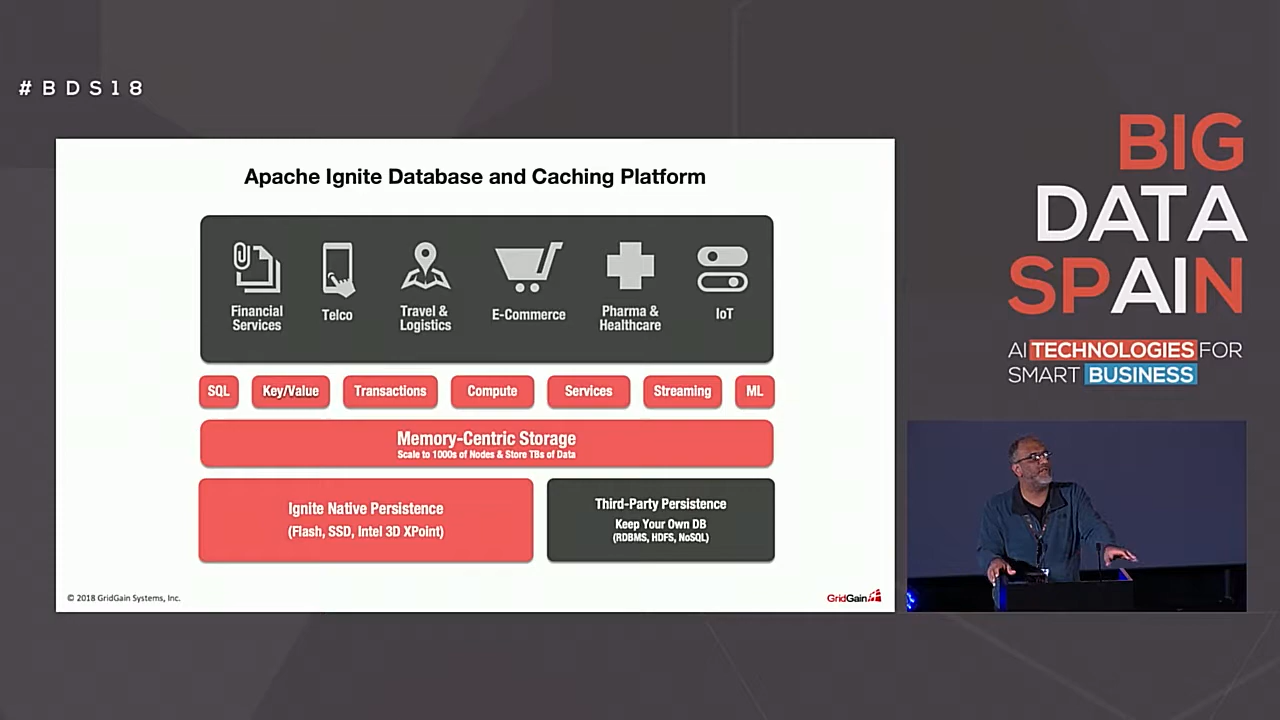 #BDS18
BIG
DATA
SPAIN
AI TECHNOLOGIES FOR
SMART BUSINESS
Apache Ignite Database and Caching Platform
Financial
Services
Telco
Travel &
Logistics
E-Commerce
Pharma &
Healthcare
IoT
SQL
Key/Value
Transactions
Compute
Services
Streaming
ML
Memory-Centric Storage
Scale to 1000s of Nodes & Store TBs of Data
Ignite Native Persistence
(Flash, SSD, Intel 3D XPoint)
Third-Party Persistence
Keep Your Own DB
(RDBMS, HDFS, NoSQL)
© 2018 GridGain Systems, Inc.
GridGain